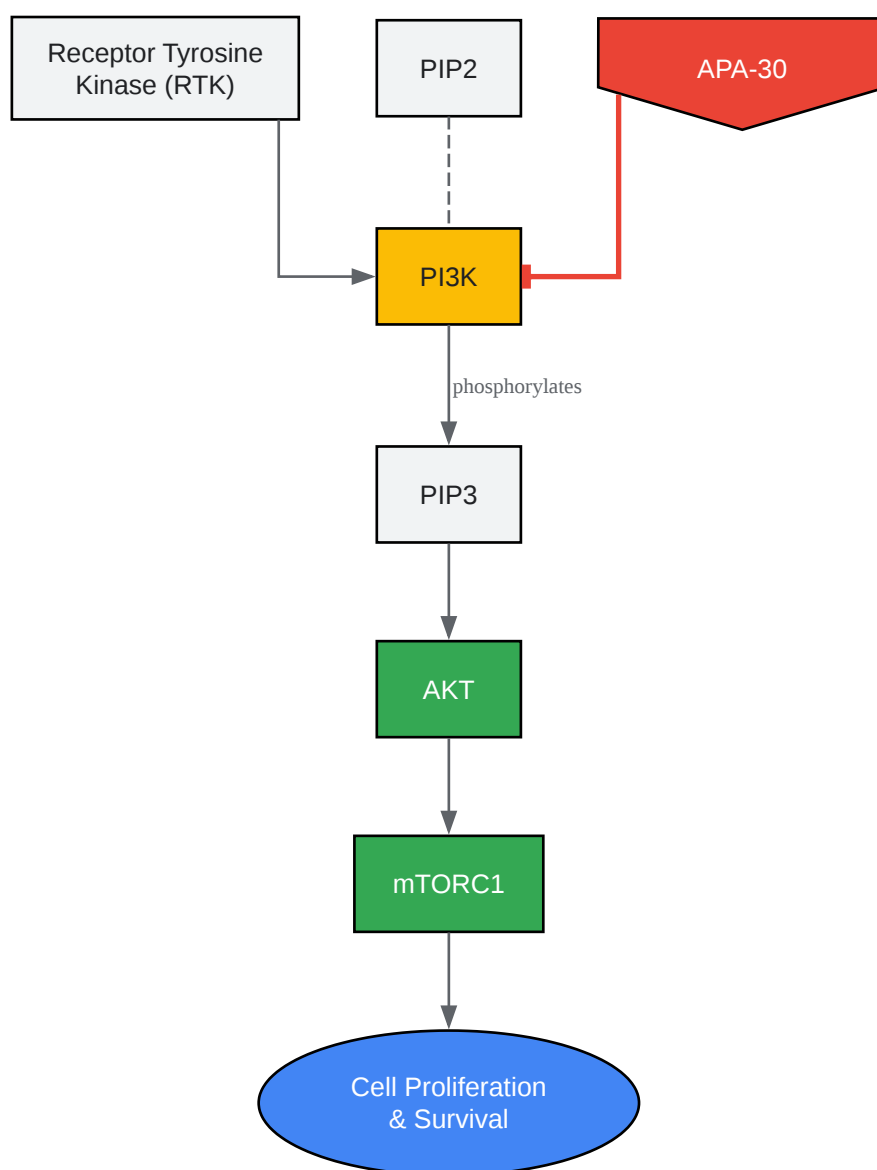 Receptor Tyrosine
Kinase (RTK)
PIP2
APA-30
PI3K
phosphorylates
PIP3
AKT
mTORC1
Cell Proliferation
& Survival